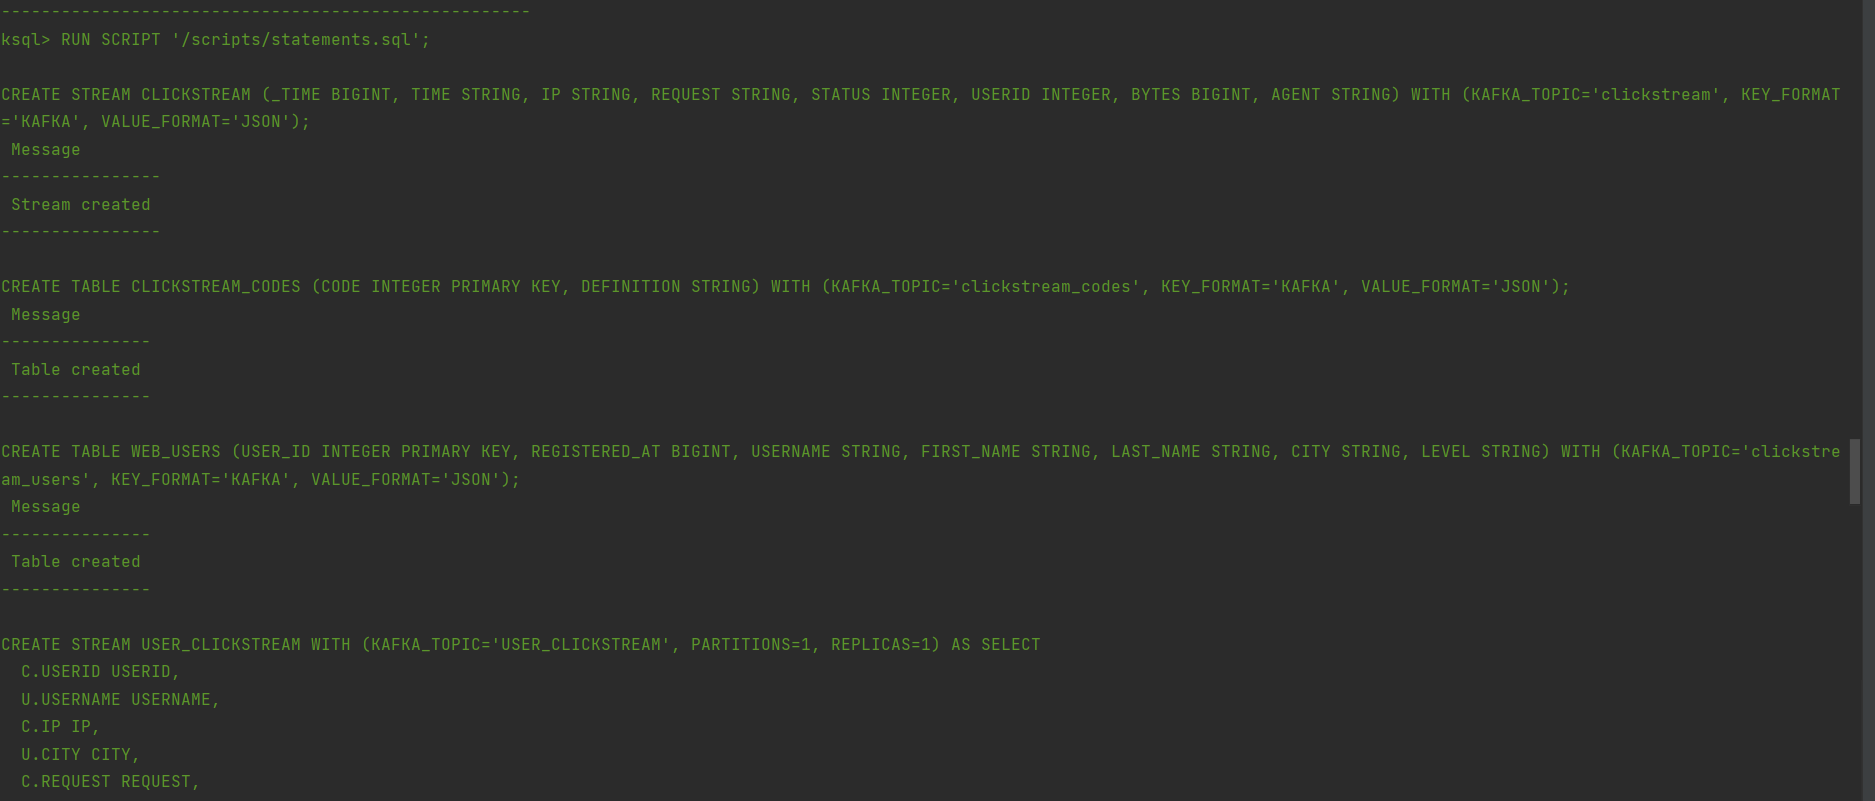 -----------------------------------------------------
ksql> RUN SCRIPT '/scripts/statements.sql';
CREATE STREAM CLICKSTREAM (_TIME BIGINT, TIME STRING, IP STRING, REQUEST STRING, STATUS INTEGER, USERID INTEGER, BYTES BIGINT, AGENT STRING) WITH (KAFKA_TOPIC='clickstream', KEY_FORMAT
='KAFKA', VALUE_FORMAT='JSON');
 Message
----------------
 Stream created
----------------
CREATE TABLE CLICKSTREAM_CODES (CODE INTEGER PRIMARY KEY, DEFINITION STRING) WITH (KAFKA_TOPIC='clickstream_codes', KEY_FORMAT='KAFKA', VALUE_FORMAT='JSON');
 Message
---------------
 Table created
---------------
CREATE TABLE WEB_USERS (USER_ID INTEGER PRIMARY KEY, REGISTERED_AT BIGINT, USERNAME STRING, FIRST_NAME STRING, LAST_NAME STRING, CITY STRING, LEVEL STRING) WITH (KAFKA_TOPIC='clickstre
am_users', KEY_FORMAT='KAFKA', VALUE_FORMAT='JSON');
 Message
---------------
 Table created
---------------
CREATE STREAM USER_CLICKSTREAM WITH (KAFKA_TOPIC='USER_CLICKSTREAM', PARTITIONS=1, REPLICAS=1) AS SELECT
  C.USERID USERID,
  U.USERNAME USERNAME,
  C.IP IP,
  U.CITY CITY,
  C.REQUEST REQUEST,